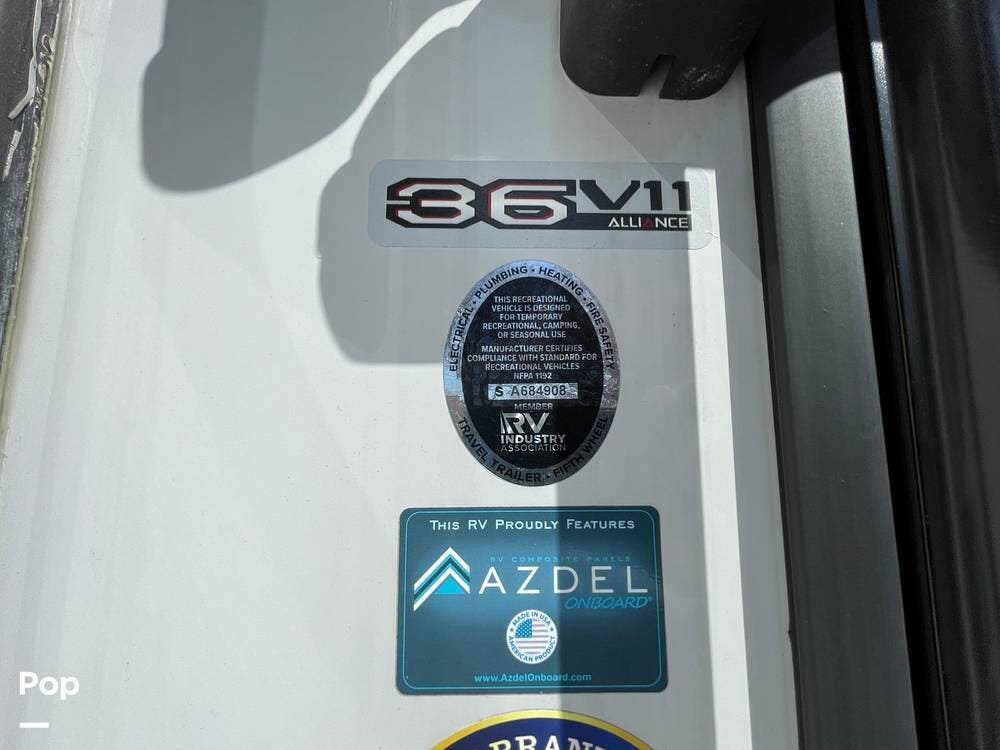 36 V11
ALLIANCE
ELECTRICAL • PLUMBING • HEATING • FIRE SAFETY
THIS RECREATIONAL
VEHICLE IS DESIGNED
FOR TEMPORARY
RECREATIONAL, CAMPING,
OR SEASONAL USE
MANUFACTURER CERTIFIES
COMPLIANCE WITH STANDARD FOR
RECREATIONAL VEHICLES
NFPA 1192
S A684908
MEMBER
RV
INDUSTRY
ASSOCIATION
TRAVEL TRAILER • FIFTH WHEEL
THIS RV PROUDLY FEATURES
RV COMPOSITE PANELS
AZDEL
ONBOARD®
MADE IN USA
AMERICAN PRODUCT
www.AzdelOnboard.com
Pop